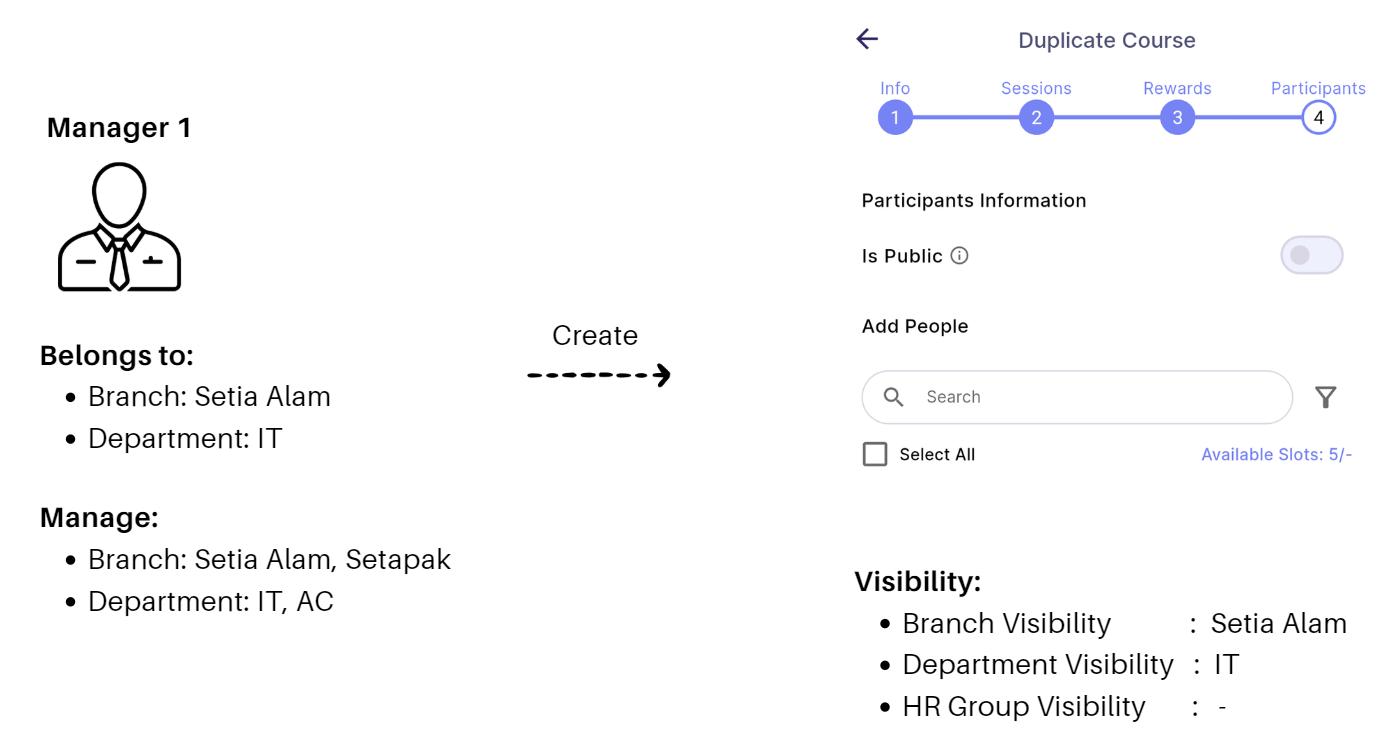 Manager 1
Belongs to:
• Branch: Setia Alam
• Department: IT
Manage:
• Branch: Setia Alam, Setapak
• Department: IT, AC
Create
Duplicate Course
Info Sessions Rewards Participants
1 2 3 4
Participants Information
Is Public
Add People
Search
Select All Available Slots: 5/-
Visibility:
• Branch Visibility : Setia Alam
• Department Visibility : IT
• HR Group Visibility : -